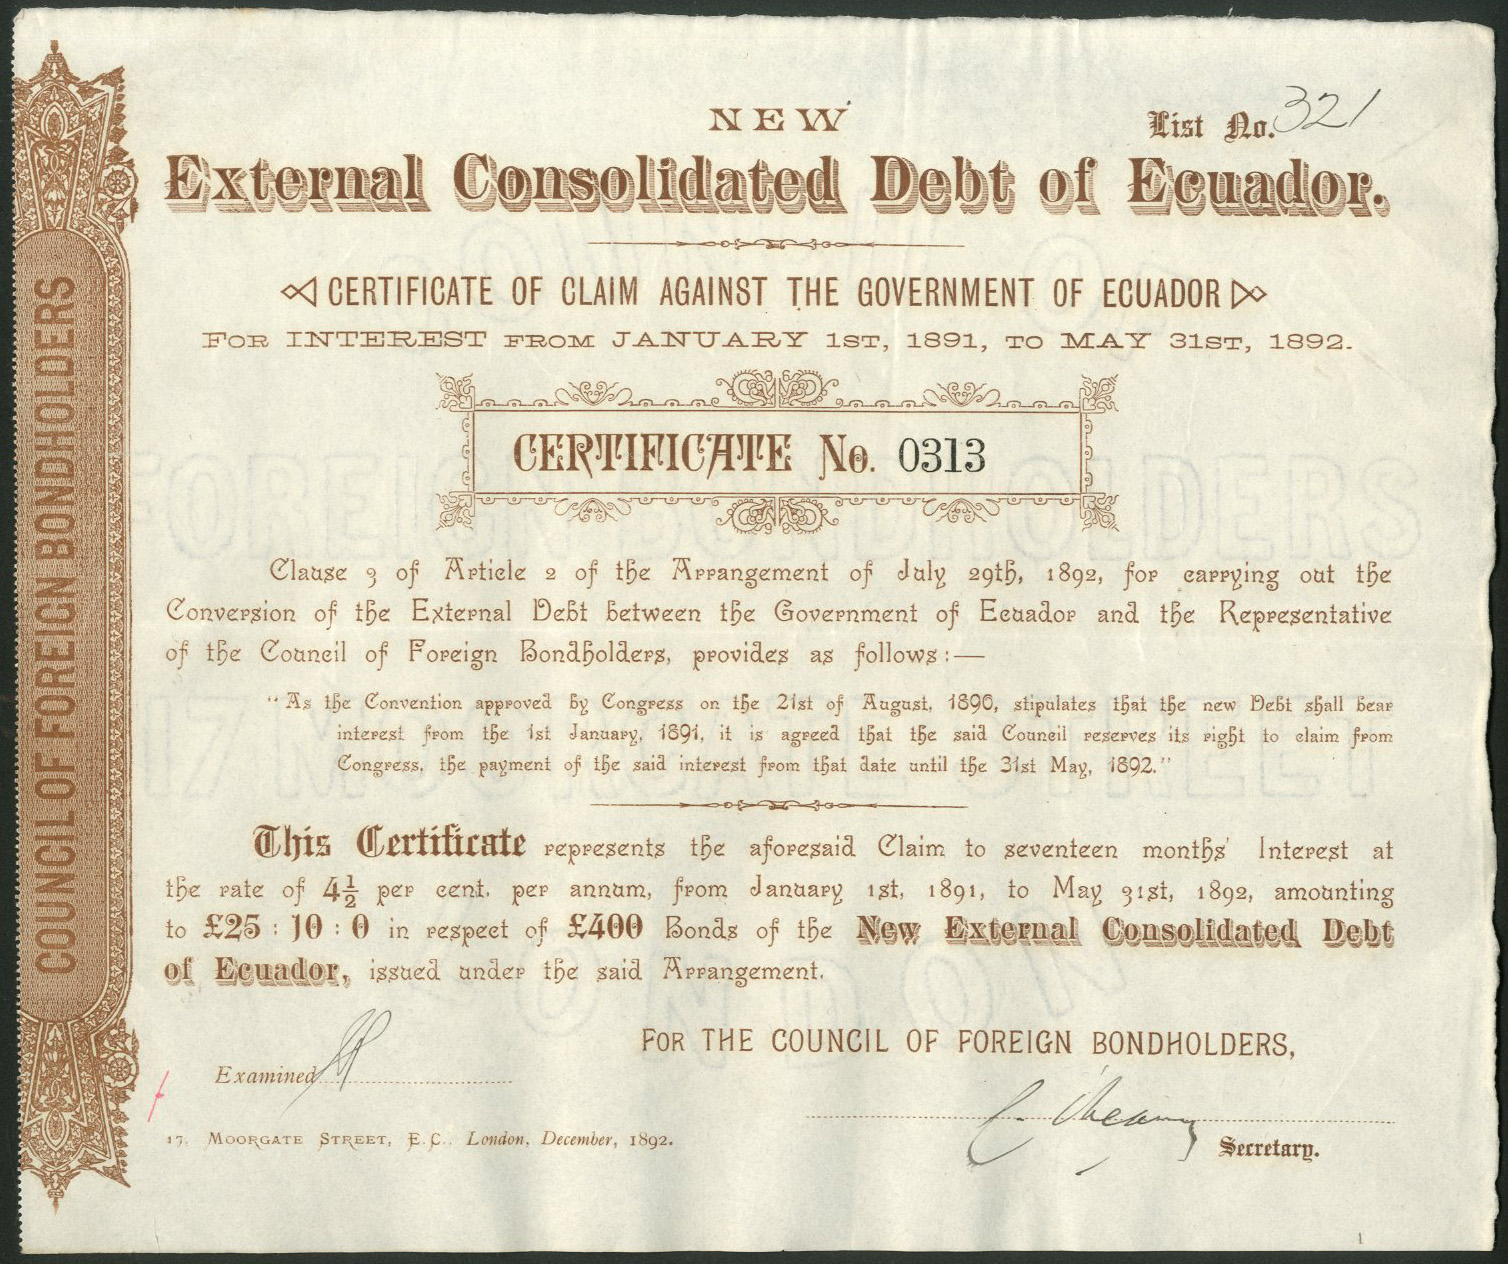 NEW
List No. 321
External Consolidated Debt of Ecuador.
CERTIFICATE OF CLAIM AGAINST THE GOVERNMENT OF ECUADOR
FOR INTEREST FROM JANUARY 1ST, 1891, TO MAY 31ST, 1892.
CERTIFICATE No. 0313
Clause 3 of Article 2 of the Arrangement of July 29th, 1892, for carrying out the
Conversion of the External Debt between the Government of Ecuador and the Representative
of the Council of Foreign Bondholders, provides as follows:—
"As the Convention approved by Congress on the 21st of August, 1890, stipulates that the new Debt shall bear
interest from the 1st January, 1891, it is agreed that the said Council reserves its right to claim from
Congress, the payment of the said interest from that date until the 31st May, 1892."
This Certificate represents the aforesaid Claim to seventeen months' Interest at
the rate of 4½ per cent. per annum, from January 1st, 1891, to May 31st, 1892, amounting
to £25 : 10 : 0 in respect of £400 Bonds of the New External Consolidated Debt
of Ecuador, issued under the said Arrangement.
FOR THE COUNCIL OF FOREIGN BONDHOLDERS,
Examined
Secretary.
17, MOORGATE STREET, E.C., London, December, 1892.
COUNCIL OF FOREIGN BONDHOLDERS
FOREIGN BONDHOLDERS
17 MOORGATE STREET
LONDON